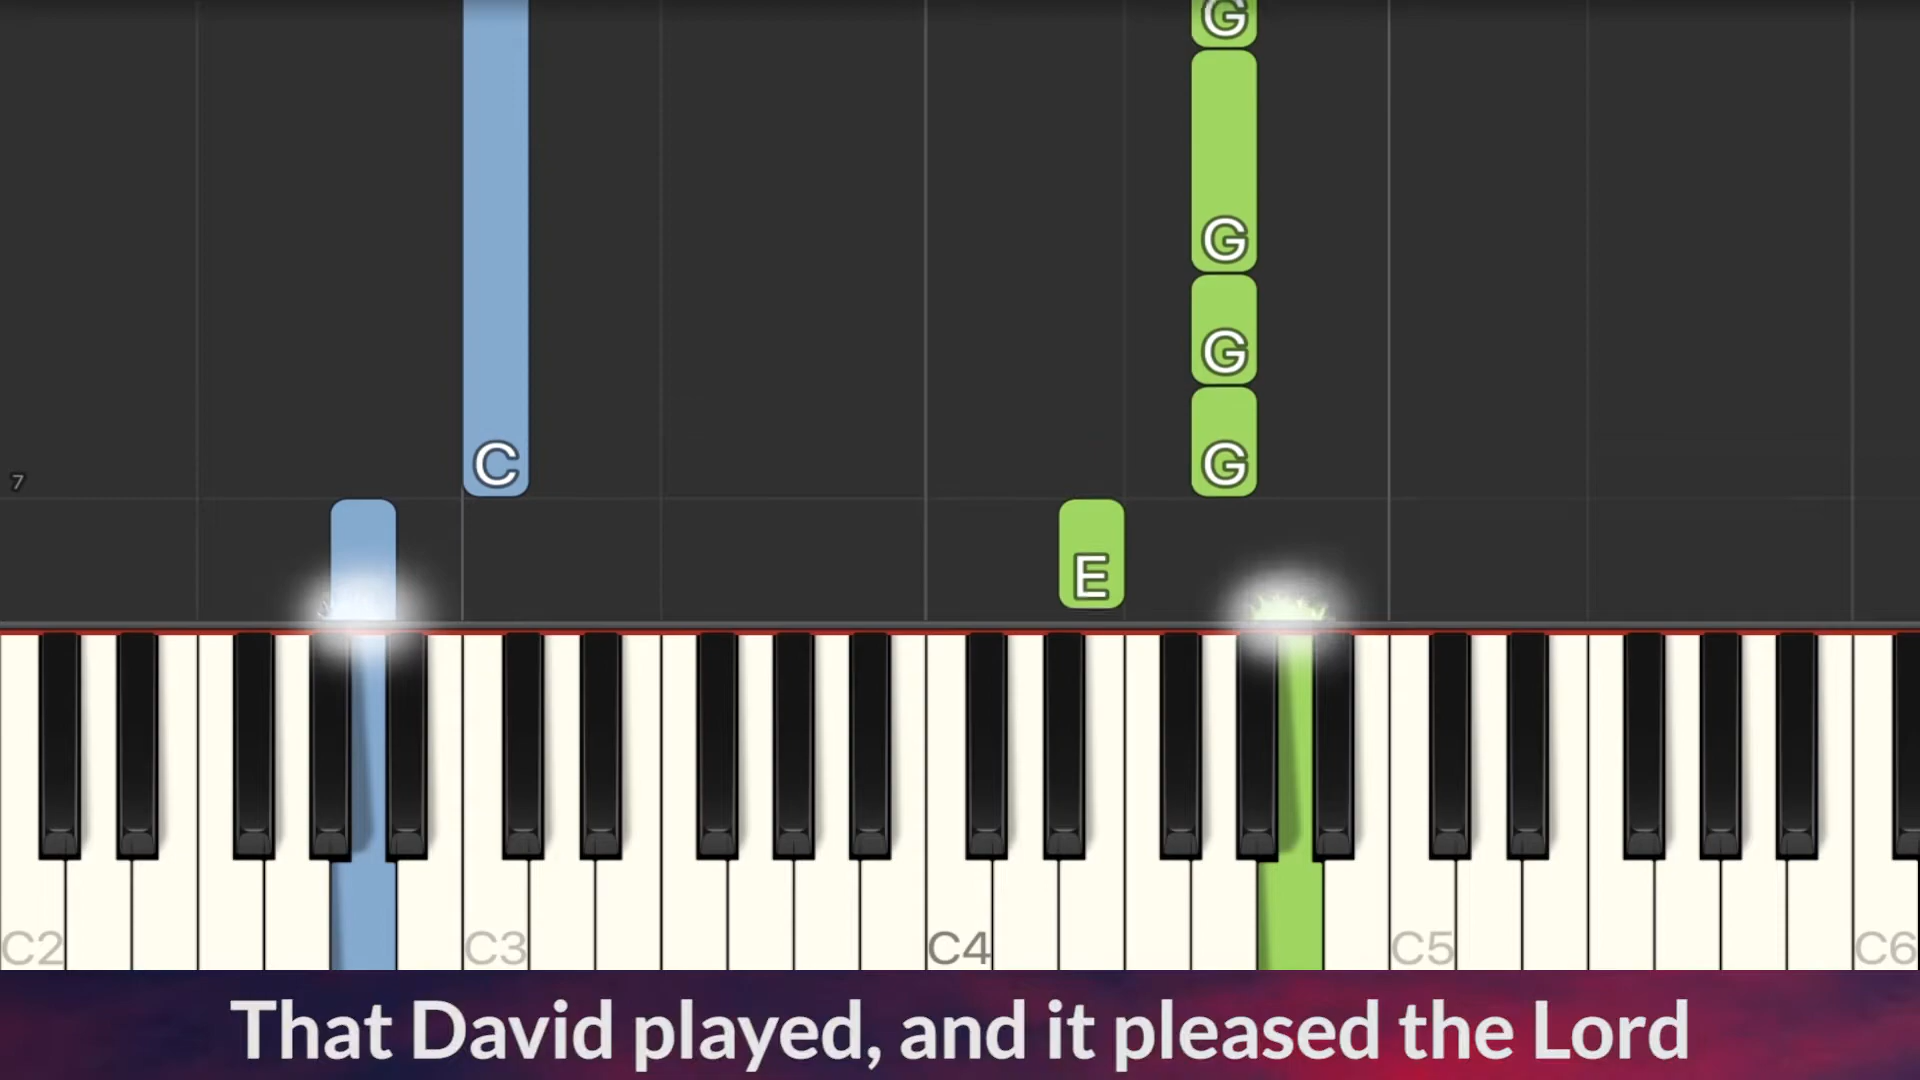 G
G
G
C G
7
E
C2 C3 C4 C5 C6
That David played, and it pleased the Lord